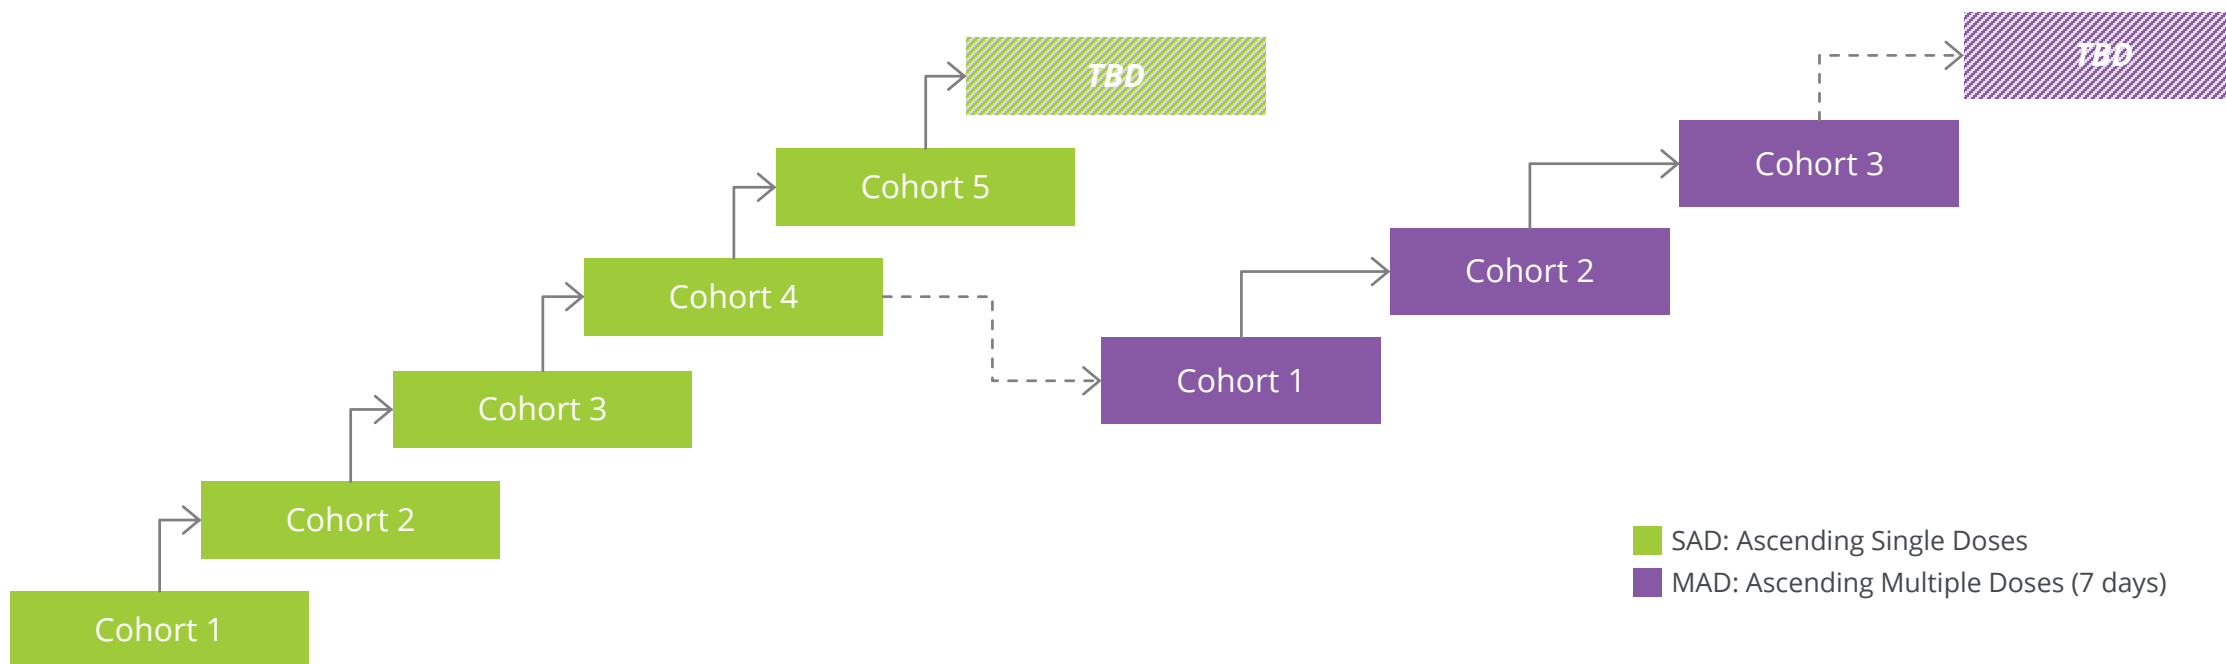 TBD
Cohort 5
Cohort 4
Cohort 3
Cohort 2
Cohort 1
TBD
Cohort 3
Cohort 2
Cohort 1
SAD: Ascending Single Doses
MAD: Ascending Multiple Doses (7 days)